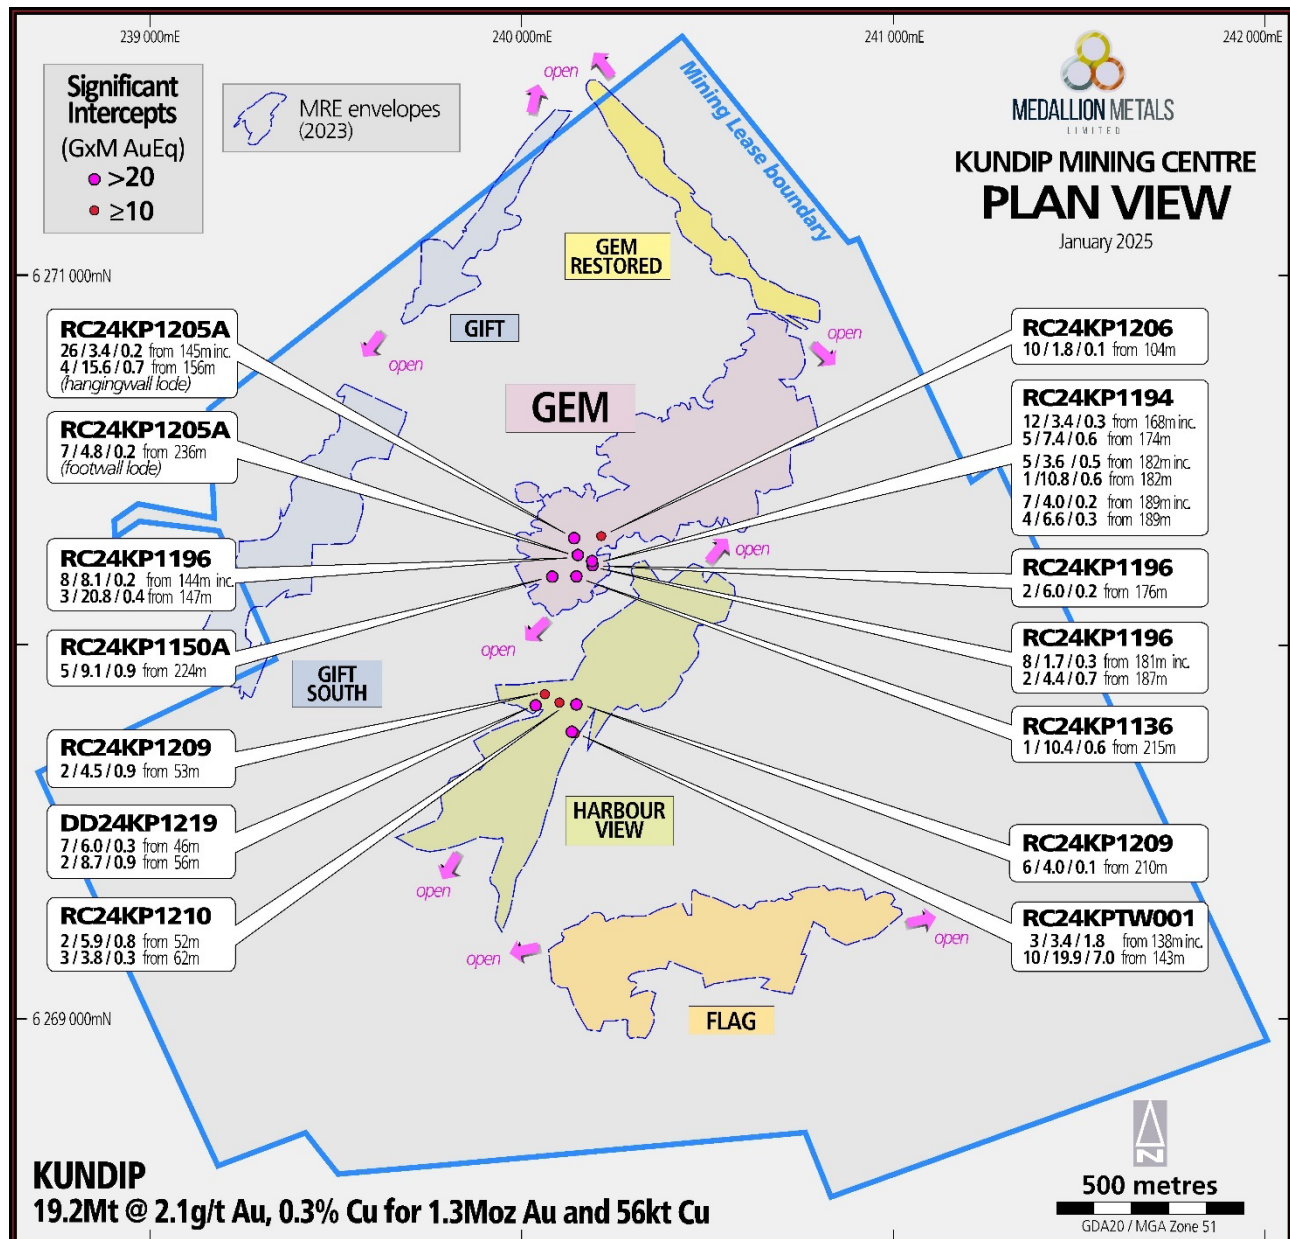 239 000mE
240 000mE
241 000mE
242 000mE
Significant
Intercepts
(GxM AuEq)
>20
≥10
MRE envelopes
(2023)
open
Mining Lease boundary
MEDALLION METALS
LIMITED
KUNDIP MINING CENTRE
PLAN VIEW
January 2025
GEM
RESTORED
6 271 000mN
GIFT
open
open
GEM
RC24KP1205A
26 / 3.4 / 0.2 from 145m inc.
4 / 15.6 / 0.7 from 156m
(hangingwall lode)
RC24KP1205A
7 / 4.8 / 0.2 from 236m
(footwall lode)
RC24KP1196
8 / 8.1 / 0.2 from 144m inc.
3 / 20.8 / 0.4 from 147m
RC24KP1150A
5 / 9.1 / 0.9 from 224m
RC24KP1209
2 / 4.5 / 0.9 from 53m
DD24KP1219
7 / 6.0 / 0.3 from 46m
2 / 8.7 / 0.9 from 56m
RC24KP1210
2 / 5.9 / 0.8 from 52m
3 / 3.8 / 0.3 from 62m
RC24KP1206
10 / 1.8 / 0.1 from 104m
RC24KP1194
12 / 3.4 / 0.3 from 168m inc.
5 / 7.4 / 0.6 from 174m
5 / 3.6 / 0.5 from 182m inc.
1 /10.8 / 0.6 from 182m
7 / 4.0 / 0.2 from 189m inc.
4 / 6.6 / 0.3 from 189m
RC24KP1196
2 / 6.0 / 0.2 from 176m
RC24KP1196
8 / 1.7 / 0.3 from 181m inc.
2 / 4.4 / 0.7 from 187m
RC24KP1136
1 / 10.4 / 0.6 from 215m
RC24KP1209
6 / 4.0 / 0.1 from 210m
RC24KPTW001
3 / 3.4 / 1.8 from 138m inc.
10 / 19.9 / 7.0 from 143m
open
open
GIFT
SOUTH
HARBOUR
VIEW
open
open
open
FLAG
6 269 000mN
N
500 metres
GDA20 / MGA Zone 51
KUNDIP
19.2Mt @ 2.1g/t Au, 0.3% Cu for 1.3Moz Au and 56kt Cu